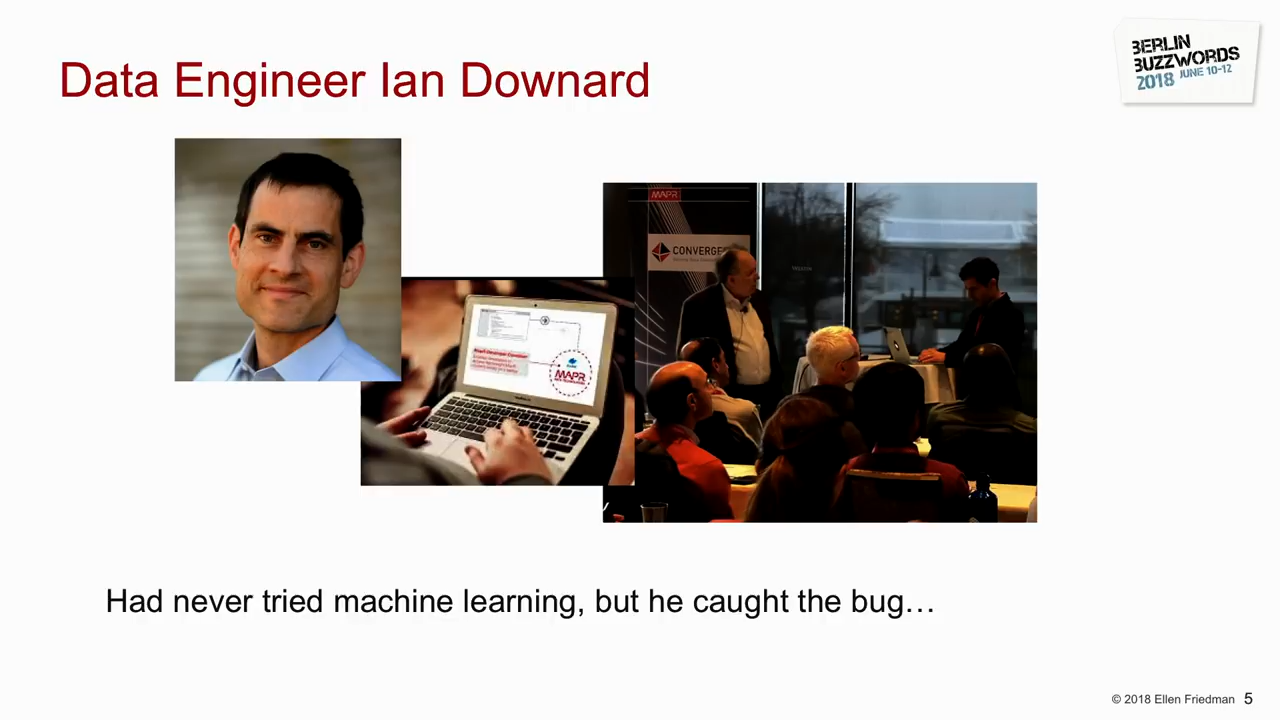 Data Engineer Ian Downard
BERLIN
BUZZWORDS
2018 JUNE 10-12
MAPR
CONVERGE
MAPR
Had never tried machine learning, but he caught the bug…
© 2018 Ellen Friedman 5